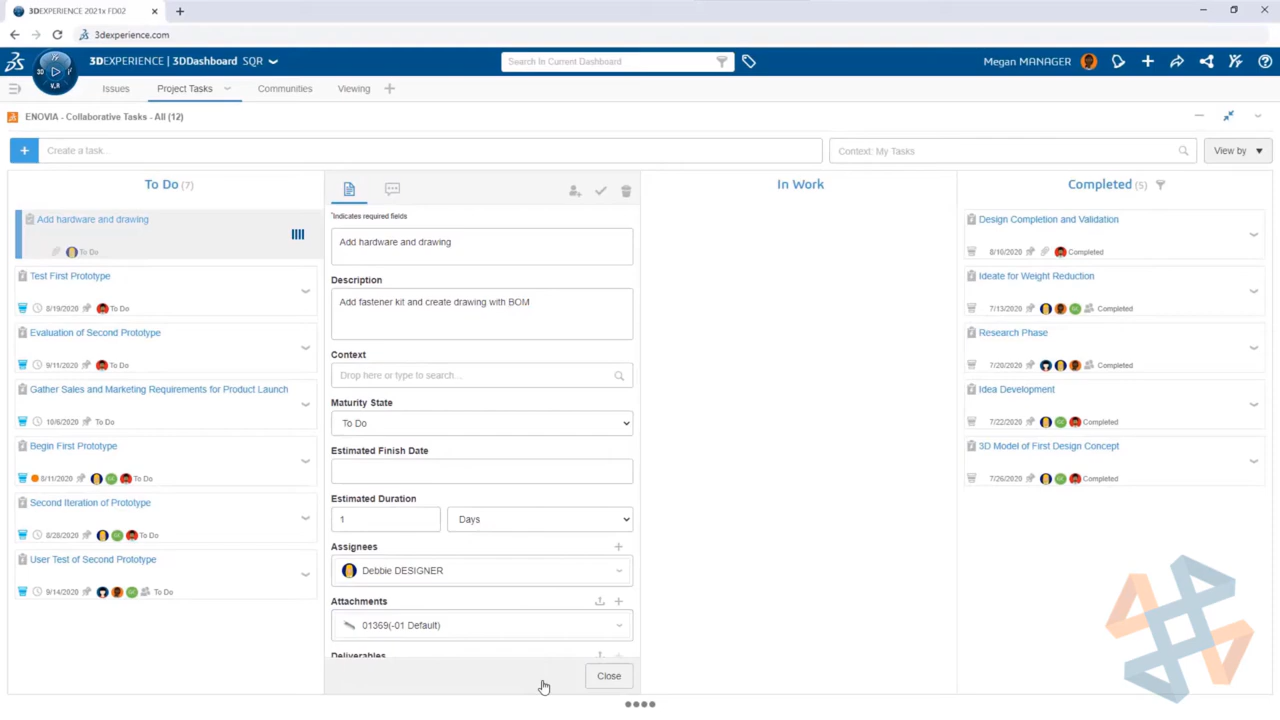 3DEXPERIENCE 2021x FD02
3dexperience.com
3DEXPERIENCE | 3DDashboard SQR
Search In Current Dashboard
Megan MANAGER
3D
V,R
Issues
Project Tasks
Communities
Viewing
ENOVIA - Collaborative Tasks - All (12)
Create a task...
Context: My Tasks
View by
To Do (7)
Add hardware and drawing
To Do
Test First Prototype
8/19/2020 To Do
Evaluation of Second Prototype
9/11/2020 To Do
Gather Sales and Marketing Requirements for Product Launch
10/6/2020 To Do
Begin First Prototype
8/11/2020 To Do
Second Iteration of Prototype
8/28/2020 To Do
User Test of Second Prototype
9/14/2020 To Do
*Indicates required fields
Add hardware and drawing
Description
Add fastener kit and create drawing with BOM
Context
Drop here or type to search...
Maturity State
To Do
Estimated Finish Date
Estimated Duration
1 Days
Assignees
Debbie DESIGNER
Attachments
01369(-01 Default)
Deliverables
Close
In Work
Completed (5)
Design Completion and Validation
8/16/2020 Completed
Ideate for Weight Reduction
7/13/2020 Completed
Research Phase
7/20/2020 Completed
Idea Development
7/22/2020 Completed
3D Model of First Design Concept
7/26/2020 Completed